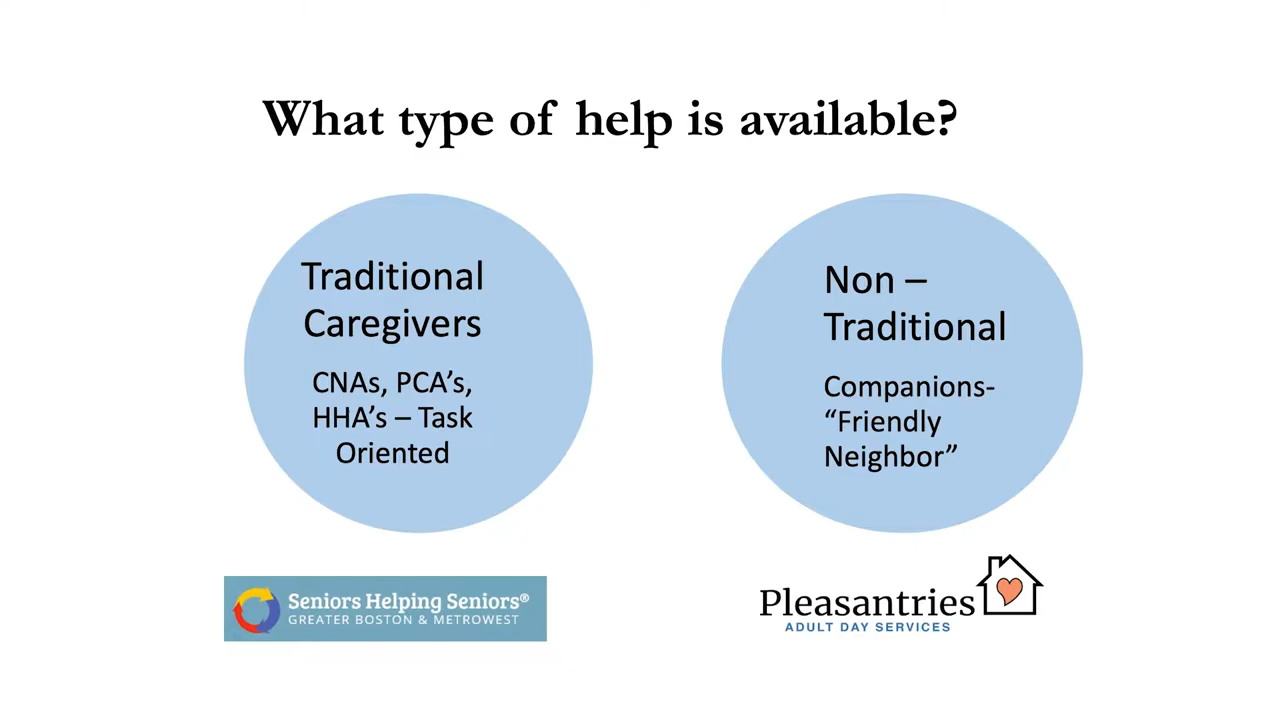 What type of help is available?
Traditional
Caregivers
CNAs, PCA’s,
HHA’s – Task
Oriented
Non –
Traditional
Companions-
“Friendly
Neighbor”
Seniors Helping Seniors®
GREATER BOSTON & METROWEST
Pleasantries
ADULT DAY SERVICES